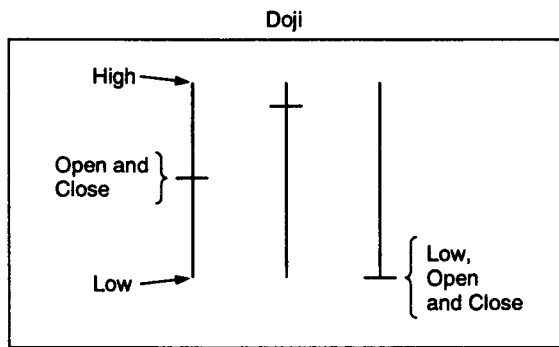 Doji
High
Open and
Close
Low
Low,
Open
and Close